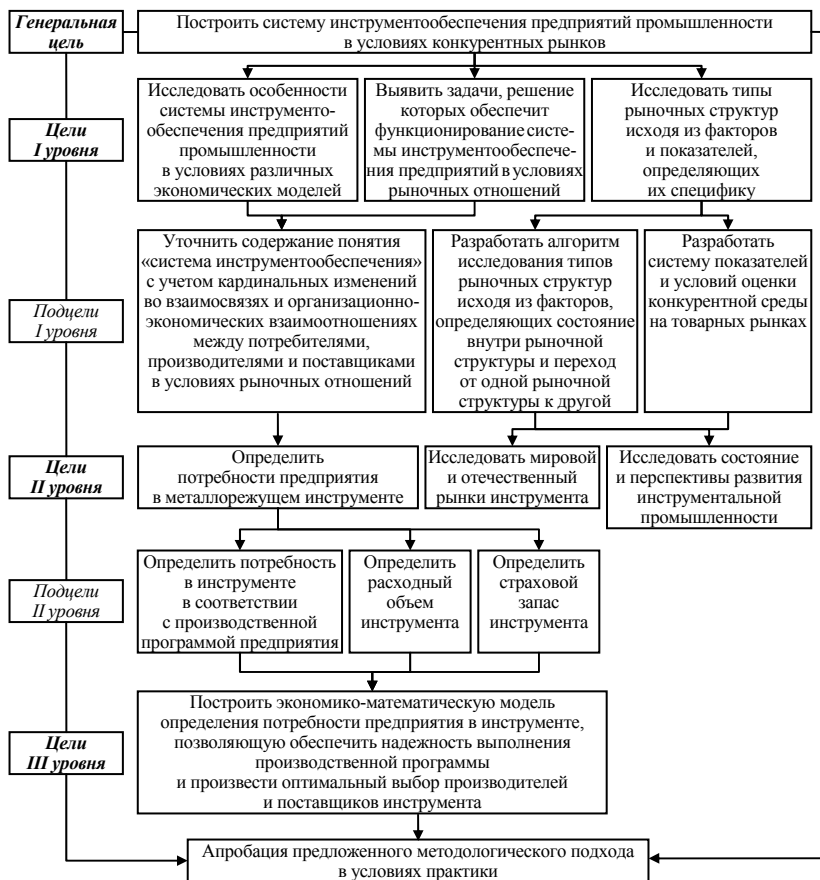 Генеральная
цель
Построить систему инструментообеспечения предприятий промышленности
в условиях конкурентных рынков
Цели
I уровня
Исследовать особенности
системы инструменто-
обеспечения предприятий
промышленности
в условиях различных
экономических моделей
Выявить задачи, решение
которых обеспечит
функционирование систе-
мы инструментообеспече-
ния предприятий в условиях
рыночных отношений
Исследовать типы
рыночных структур
исходя из факторов
и показателей,
определяющих
их специфику
Подцели
I уровня
Уточнить содержание понятия
«система инструментообеспечения»
с учетом кардинальных изменений
во взаимосвязях и организационно-
экономических взаимоотношениях
между потребителями,
производителями и поставщиками
в условиях рыночных отношений
Разработать алгоритм
исследования типов
рыночных структур
исходя из факторов,
определяющих состояние
внутри рыночной
структуры и переход
от одной рыночной
структуры к другой
Разработать
систему показателей
и условий оценки
конкурентной среды
на товарных рынках
Цели
II уровня
Определить
потребности предприятия
в металлорежущем инструменте
Исследовать мировой
и отечественный
рынки инструмента
Исследовать состояние
и перспективы развития
инструментальной
промышленности
Подцели
II уровня
Определить потребность
в инструменте
в соответствии
с производственной
программой предприятия
Определить
расходный
объем
инструмента
Определить
страховой
запас
инструмента
Цели
III уровня
Построить экономико-математическую модель
определения потребности предприятия в инструменте,
позволяющую обеспечить надежность выполнения
производственной программы
и произвести оптимальный выбор производителей
и поставщиков инструмента
Апробация предложенного методологического подхода
в условиях практики